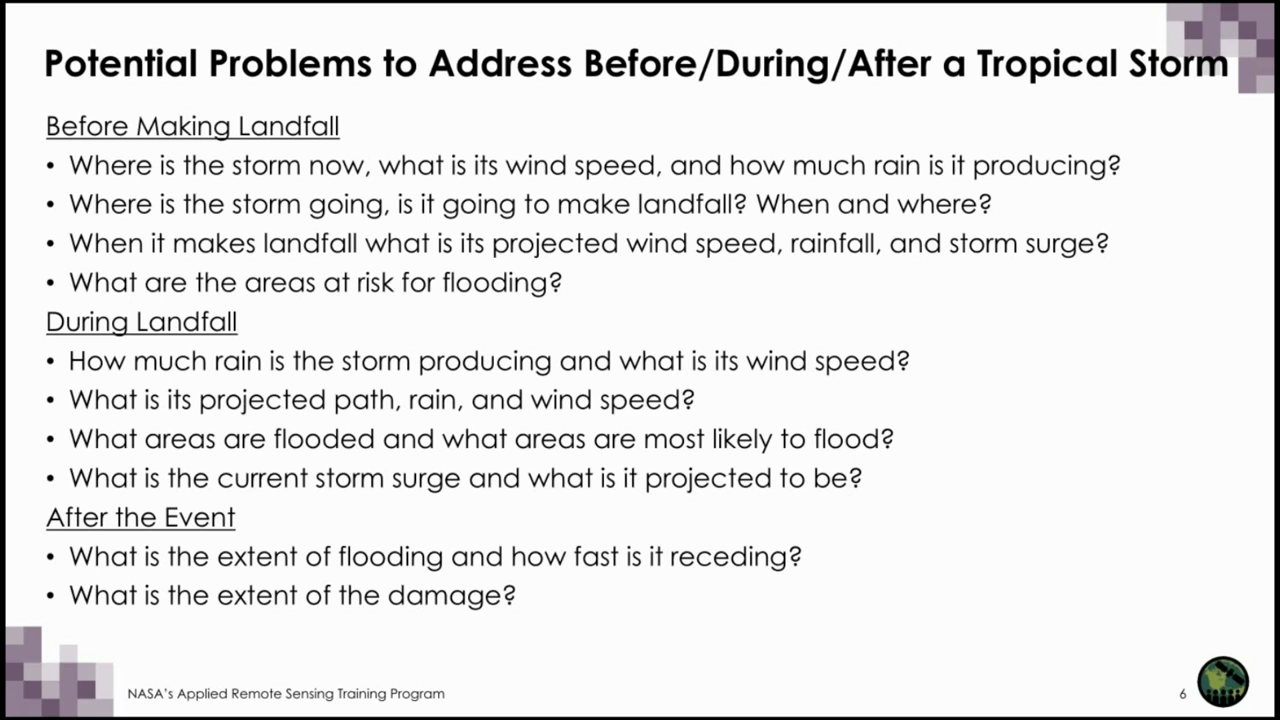 Potential Problems to Address Before/During/After a Tropical Storm
Before Making Landfall
• Where is the storm now, what is its wind speed, and how much rain is it producing?
• Where is the storm going, is it going to make landfall? When and where?
• When it makes landfall what is its projected wind speed, rainfall, and storm surge?
• What are the areas at risk for flooding?
During Landfall
• How much rain is the storm producing and what is its wind speed?
• What is its projected path, rain, and wind speed?
• What areas are flooded and what areas are most likely to flood?
• What is the current storm surge and what is it projected to be?
After the Event
• What is the extent of flooding and how fast is it receding?
• What is the extent of the damage?
NASA's Applied Remote Sensing Training Program
6